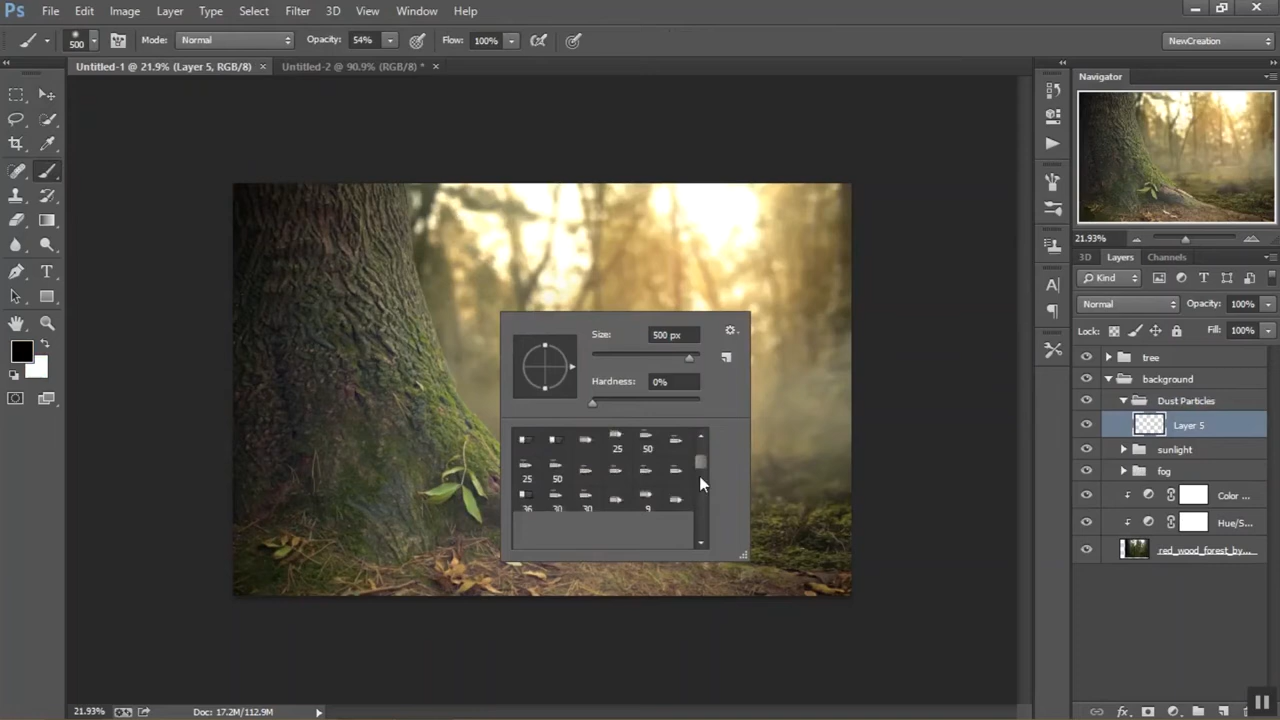 Ps File Edit Image Layer Type Select Filter 3D View Window Help
500 Mode: Normal Opacity: 54% Flow: 100% NewCreation
Untitled-1 @ 21.9% (Layer 5, RGB/8) × Untitled-2 @ 90.9% (RGB/8) * ×
Navigator
21.93%
3D Layers Channels
Kind
Normal Opacity: 100%
Lock: Fill: 100%
tree
background
Dust Particles
Layer 5
sunlight
fog
Color ...
Hue/S...
red_wood_forest_by...
Size: 500 px
Hardness: 0%
25 50
25 50
36 30 30 9
21.93% Doc: 17.2M/112.9M